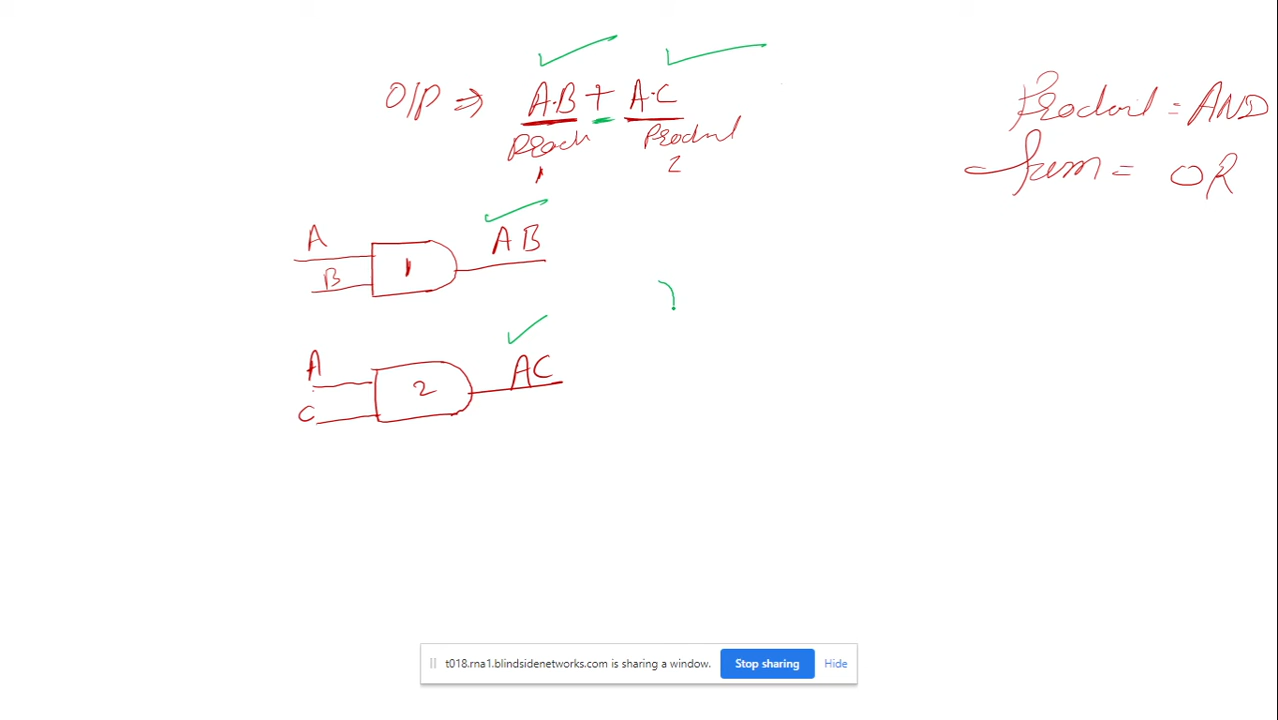 O/P ⇒ A·B + A·C
Product
1 2
Product = AND
Sum = OR
A
B
1
AB
A
C
2
AC
t018.rna1.blindsidenetworks.com is sharing a window.
Stop sharing
Hide